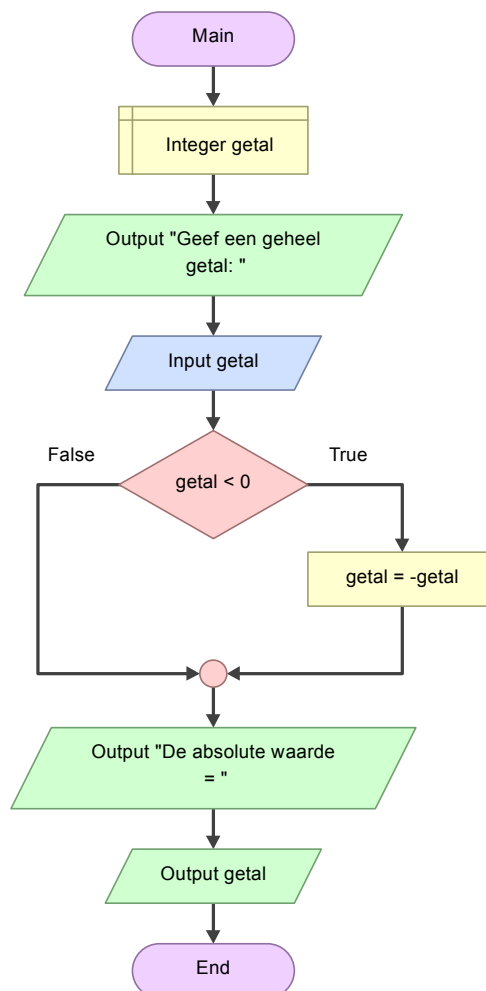 Main
Integer getal
Output "Geef een geheel
getal: "
Input getal
False
True
getal < 0
getal = -getal
Output "De absolute waarde
= "
Output getal
End